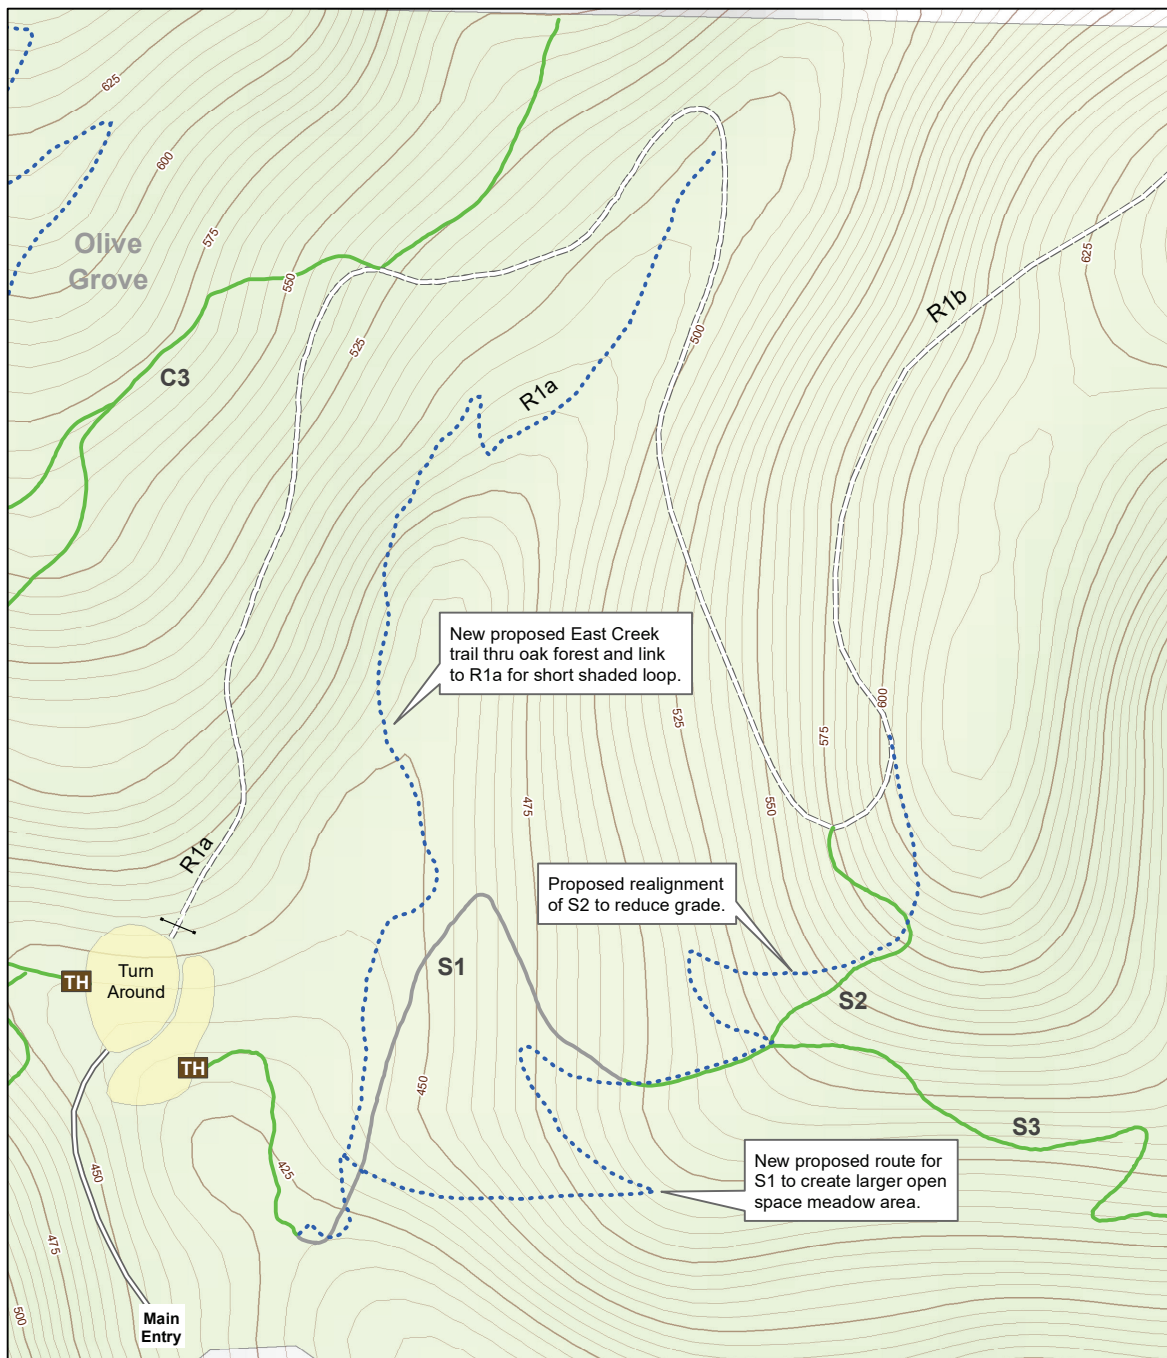 625
600
Olive
Grove
575
550
525
C3
R1a
500
R1b
625
New proposed East Creek
trail thru oak forest and link
to R1a for short shaded loop.
600
575
525
550
475
R1a
Proposed realignment
of S2 to reduce grade.
S1
S2
TH
Turn
Around
TH
450
S3
425
450
New proposed route for
S1 to create larger open
space meadow area.
475
500
Main
Entry